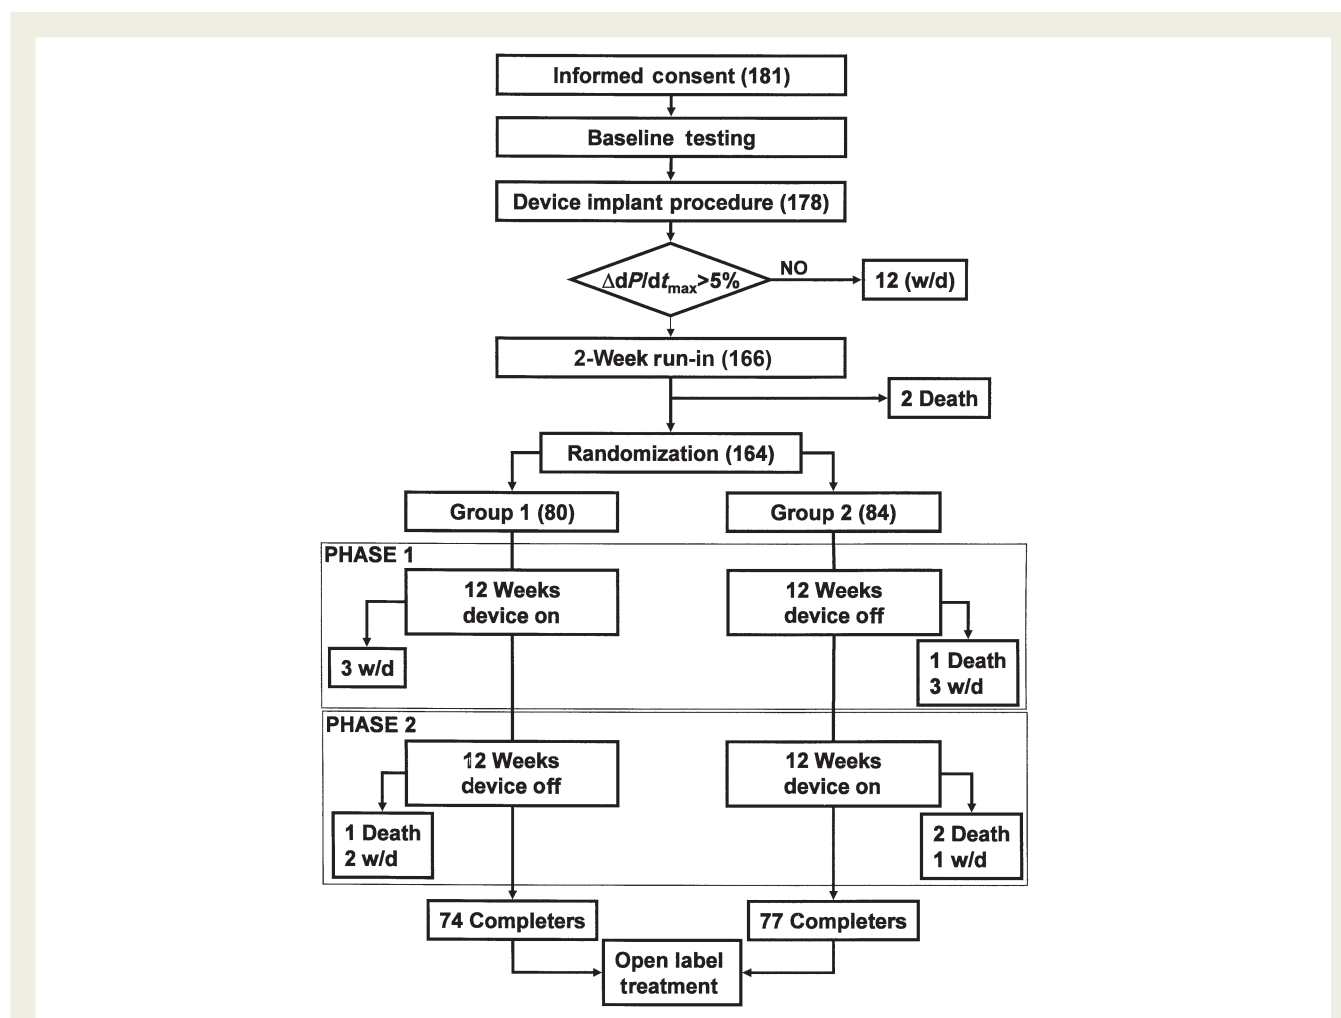 Informed consent (181)
Baseline testing
Device implant procedure (178)
ΔdP/dtmax>5%
NO
12 (w/d)
2-Week run-in (166)
2 Death
Randomization (164)
Group 1 (80)
Group 2 (84)
PHASE 1
12 Weeks
device on
12 Weeks
device off
3 w/d
1 Death
3 w/d
PHASE 2
12 Weeks
device off
12 Weeks
device on
1 Death
2 w/d
2 Death
1 w/d
74 Completers
77 Completers
Open label
treatment